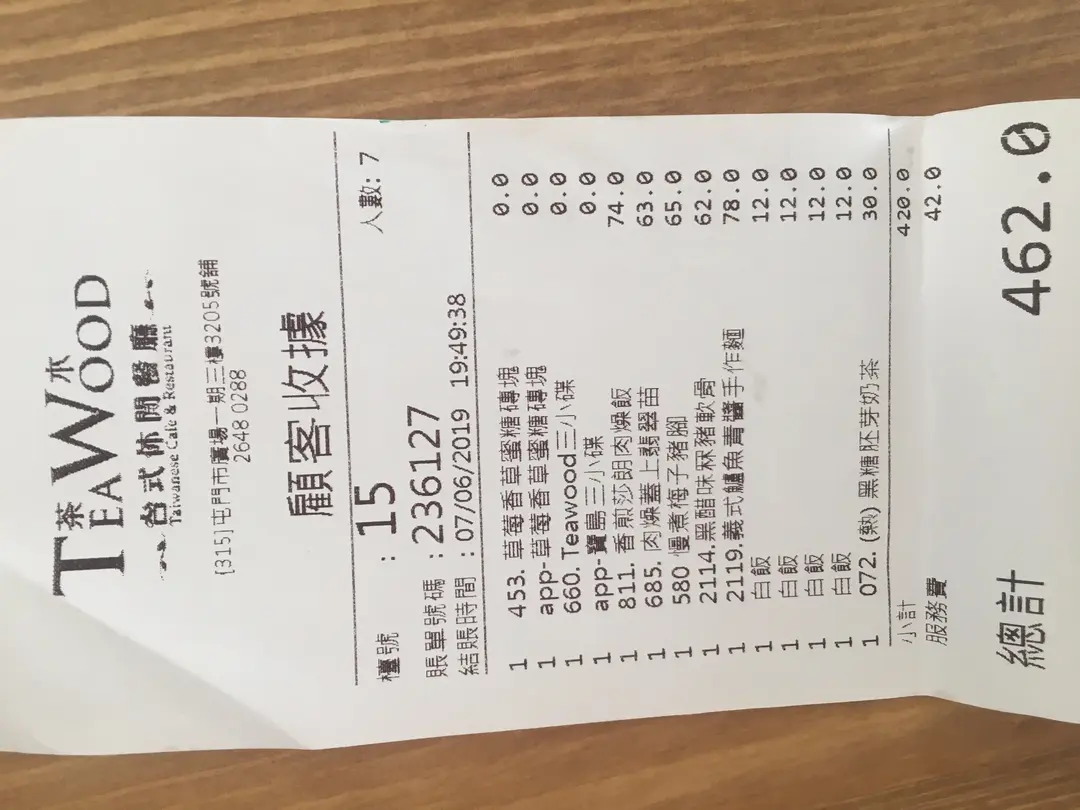 茶木
TEAWOOD
台式休閒餐廳
Taiwanese Café & Restaurant
[315]屯門市廣場一期三樓3205號舖
2648 0288
顧客收據
檯號 : 15 人數: 7
賬單號碼 : 236127
結賬時間 : 07/06/2019 19:49:38
1 453. 草莓香草蜜糖磚塊 0.0
1 app-草莓香草蜜糖磚塊 0.0
1 660. Teawood三小碟 0.0
1 app-寶島三小碟 0.0
1 811. 香煎莎朗肉燥飯 74.0
1 685. 肉燥蓋上翡翠苗 63.0
1 580 慢煮梅子豬腳 65.0
1 2114.黑醋味秝豬軟骨 62.0
1 2119.義式鱸魚青醬手作麵 78.0
1 白飯 12.0
1 白飯 12.0
1 白飯 12.0
1 白飯 12.0
1 072. (熱) 黑糖胚芽奶茶 30.0
小計 420.0
服務費 42.0
總計 462.0